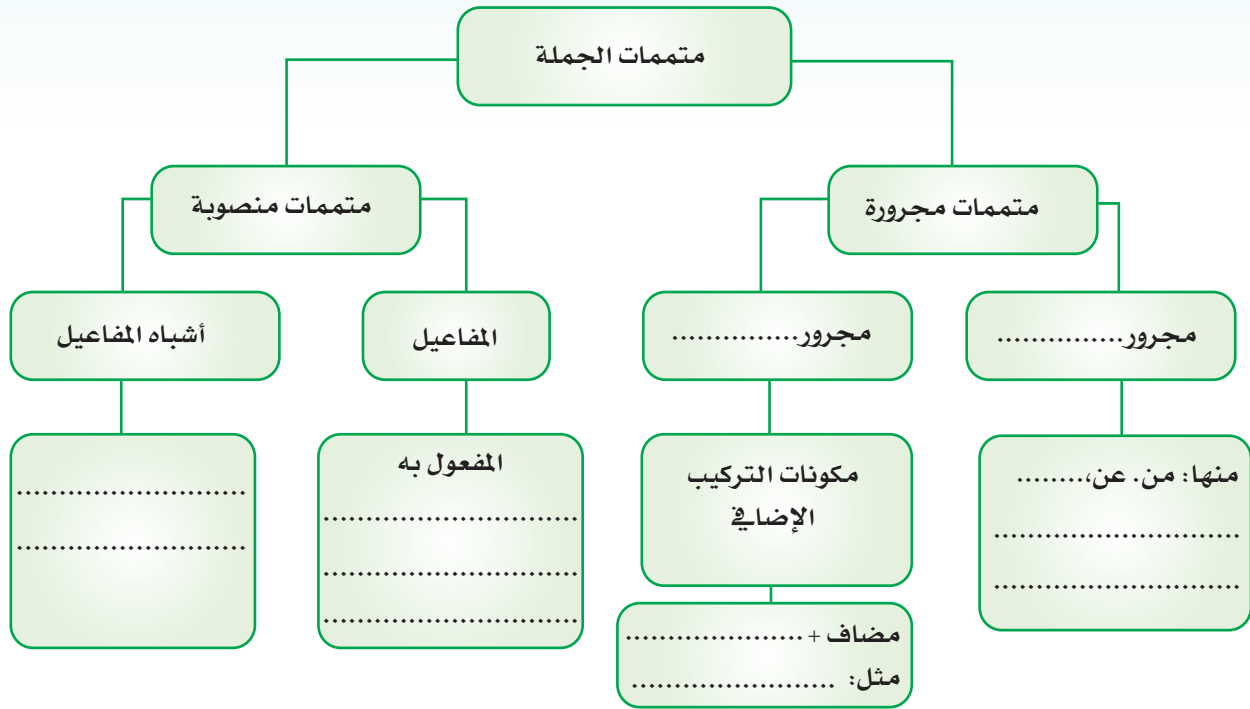 متممات الجملة
متممات مجرورة
متممات منصوبة
مجرور...............
مجرور...............
المفاعيل
أشباه المفاعيل
منها: من. عن،........
............................
............................
مكونات التركيب
الإضافي
مضاف + .....................
مثل: ........................
المفعول به
.............................
.............................
.............................
..........................
..........................